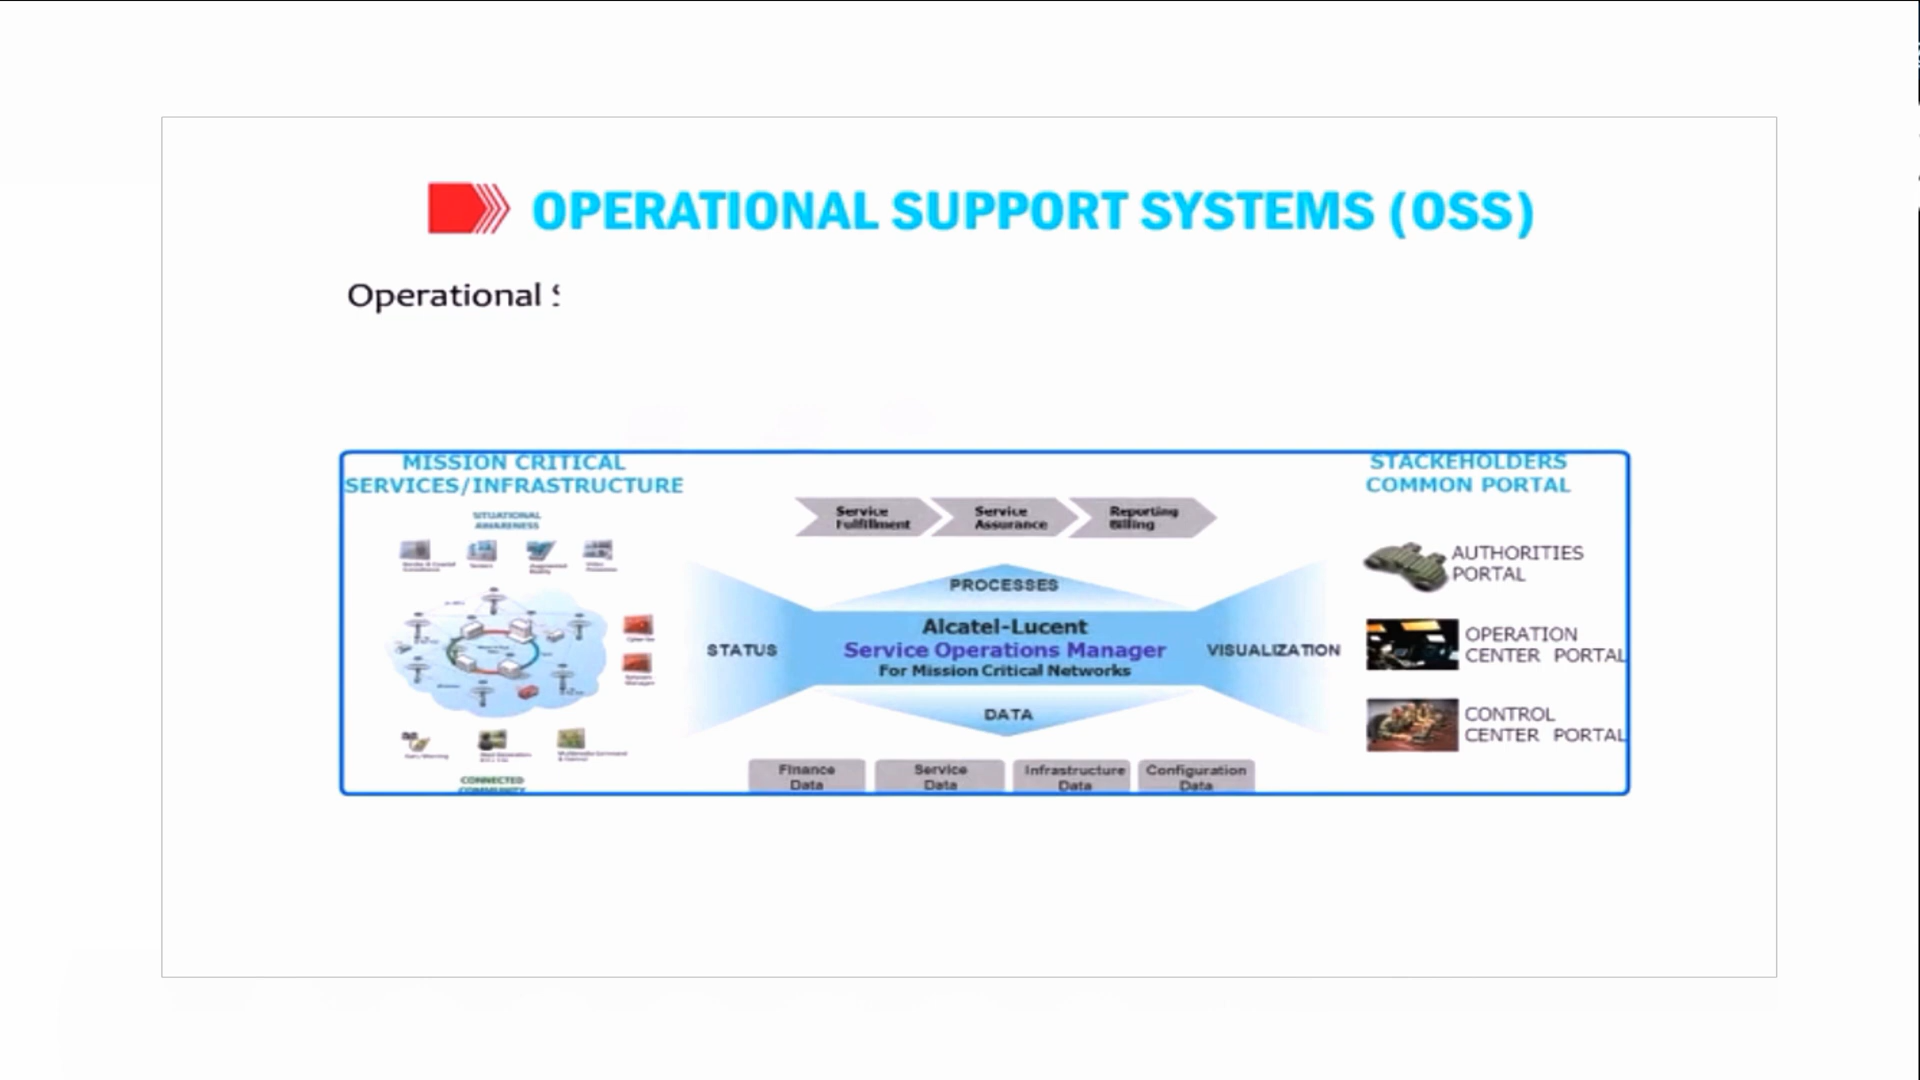 OPERATIONAL SUPPORT SYSTEMS (OSS)
Operational
MISSION CRITICAL
SERVICES/INFRASTRUCTURE
SITUATIONAL
AWARENESS
CONNECTED
COMMUNITY
Service
Fulfillment
Service
Assurance
Reporting
Billing
PROCESSES
STATUS
Alcatel-Lucent
Service Operations Manager
For Mission Critical Networks
VISUALIZATION
DATA
Finance
Data
Service
Data
Infrastructure
Data
Configuration
Data
STACKEHOLDERS
COMMON PORTAL
AUTHORITIES
PORTAL
OPERATION
CENTER PORTAL
CONTROL
CENTER PORTAL